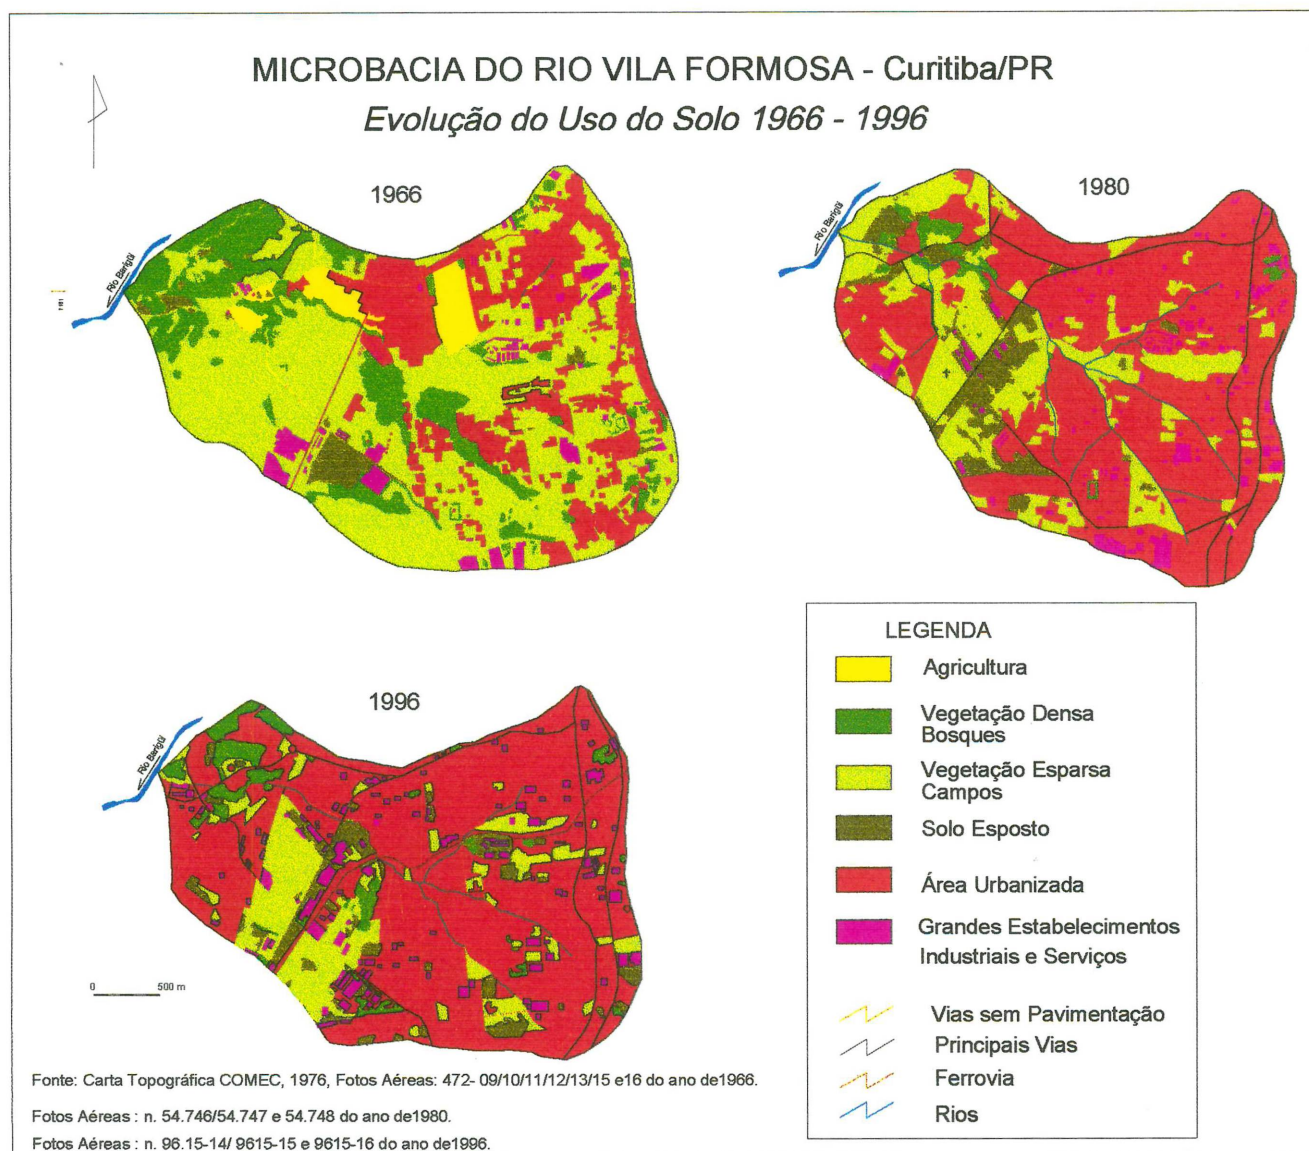 MICROBACIA DO RIO VILA FORMOSA - Curitiba/PR
Evolução do Uso do Solo 1966 - 1996
1966
Rio Barigüi
1980
Rio Barigüi
1996
Rio Barigüi
0 500 m
LEGENDA
Agricultura
Vegetação Densa
Bosques
Vegetação Esparsa
Campos
Solo Esposto
Área Urbanizada
Grandes Estabelecimentos
Industriais e Serviços
Vias sem Pavimentação
Principais Vias
Ferrovia
Rios
Fonte: Carta Topográfica COMEC, 1976, Fotos Aéreas: 472- 09/10/11/12/13/15 e16 do ano de1966.
Fotos Aéreas : n. 54.746/54.747 e 54.748 do ano de1980.
Fotos Aéreas : n. 96.15-14/ 9615-15 e 9615-16 do ano de1996.